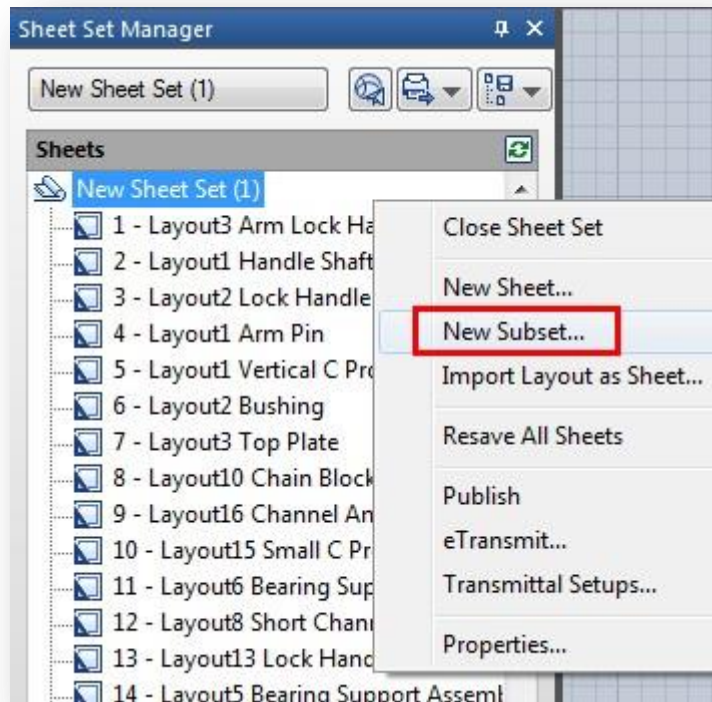 Sheet Set Manager
New Sheet Set (1)
Sheets
New Sheet Set (1)
1 - Layout3 Arm Lock Ha
2 - Layout1 Handle Shaft
3 - Layout2 Lock Handle
4 - Layout1 Arm Pin
5 - Layout1 Vertical C Pro
6 - Layout2 Bushing
7 - Layout3 Top Plate
8 - Layout10 Chain Block
9 - Layout16 Channel An
10 - Layout15 Small C Pr
11 - Layout6 Bearing Sup
12 - Layout8 Short Chan
13 - Layout13 Lock Hand
14 - Layout5 Bearing Support Assembl
Close Sheet Set
New Sheet...
New Subset...
Import Layout as Sheet...
Resave All Sheets
Publish
eTransmit...
Transmittal Setups...
Properties...